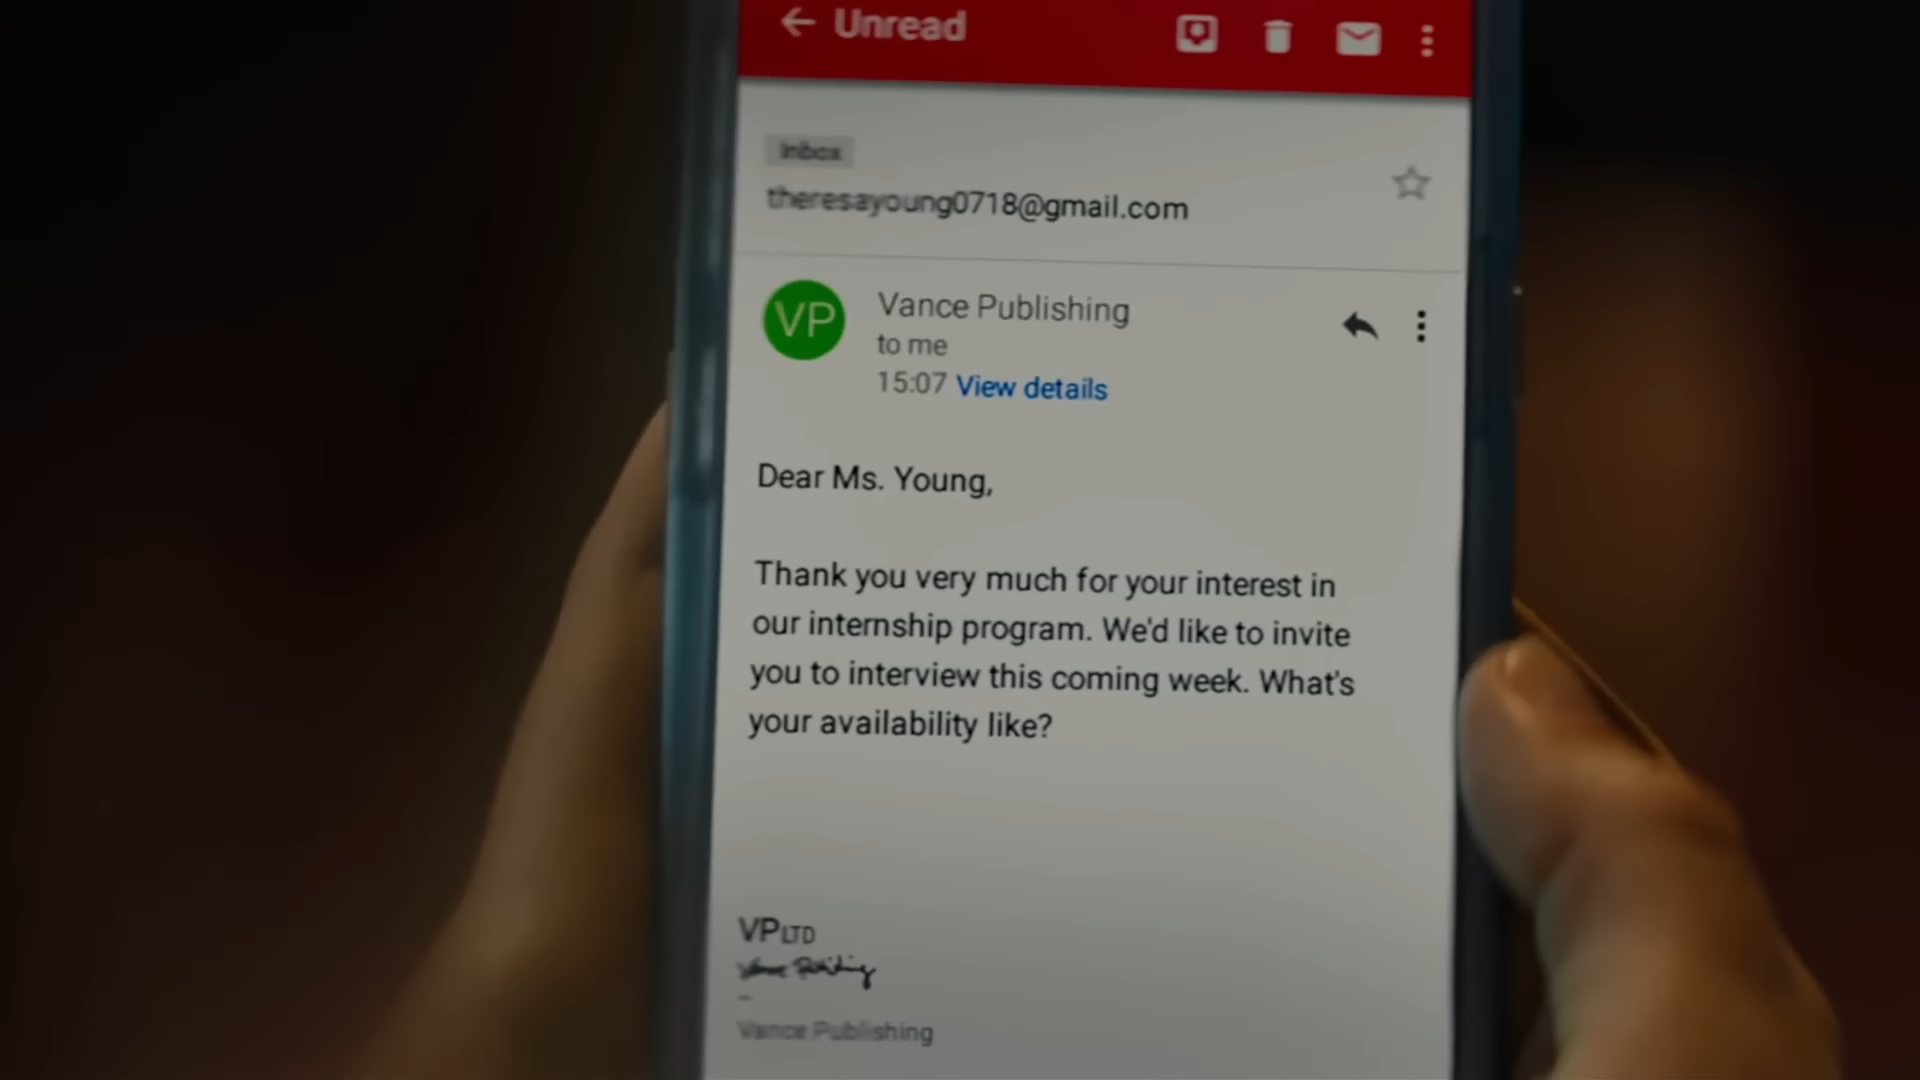 Unread
Inbox
theresayoung0718@gmail.com
VP
Vance Publishing
to me
15:07 View details
Dear Ms. Young,
Thank you very much for your interest in
our internship program. We'd like to invite
you to interview this coming week. What's
your availability like?
VPLTD
Vance Publishing